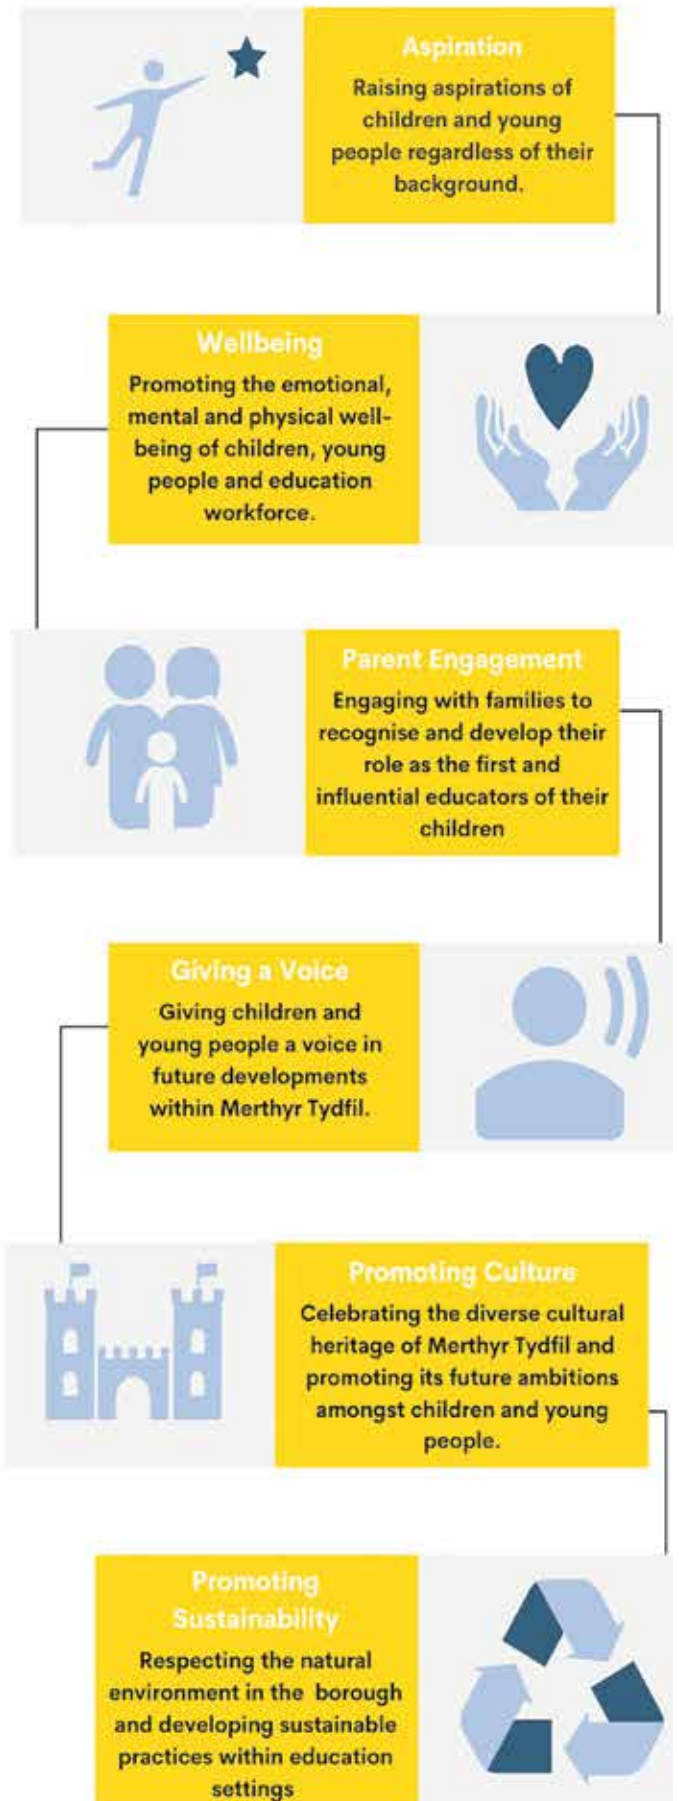 Aspiration
Raising aspirations of
children and young
people regardless of their
background.
Wellbeing
Promoting the emotional,
mental and physical well-
being of children, young
people and education
workforce.
Parent Engagement
Engaging with families to
recognise and develop their
role as the first and
influential educators of their
children
Giving a Voice
Giving children and
young people a voice in
future developments
within Merthyr Tydfil.
Promoting Culture
Celebrating the diverse cultural
heritage of Merthyr Tydfil and
promoting its future ambitions
amongst children and young
people.
Promoting
Sustainability
Respecting the natural
environment in the borough
and developing sustainable
practices within education
settings